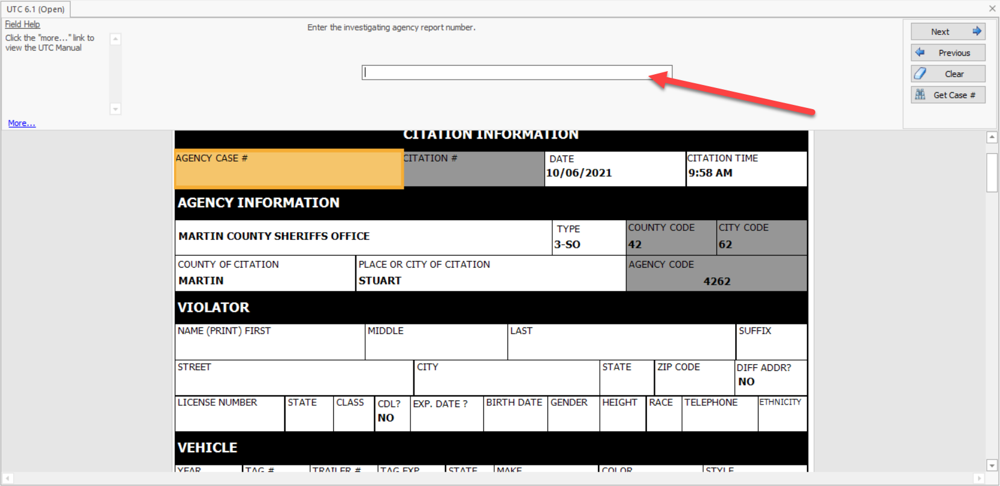 UTC 6.1 (Open)
Field Help
Click the "more..." link to
view the UTC Manual
More...
Enter the investigating agency report number.
Next
Previous
Clear
Get Case #
CITATION INFORMATION
AGENCY CASE # CITATION # DATE CITATION TIME
10/06/2021 9:58 AM
AGENCY INFORMATION
MARTIN COUNTY SHERIFFS OFFICE TYPE COUNTY CODE CITY CODE
3-SO 42 62
COUNTY OF CITATION PLACE OR CITY OF CITATION AGENCY CODE
MARTIN STUART 4262
VIOLATOR
NAME (PRINT) FIRST MIDDLE LAST SUFFIX
STREET CITY STATE ZIP CODE DIFF ADDR?
NO
LICENSE NUMBER STATE CLASS CDL? EXP. DATE ? BIRTH DATE GENDER HEIGHT RACE TELEPHONE ETHNICITY
NO
VEHICLE
YEAR TAG # TRAILER # TAG EXP STATE MAKE COLOR STYLE